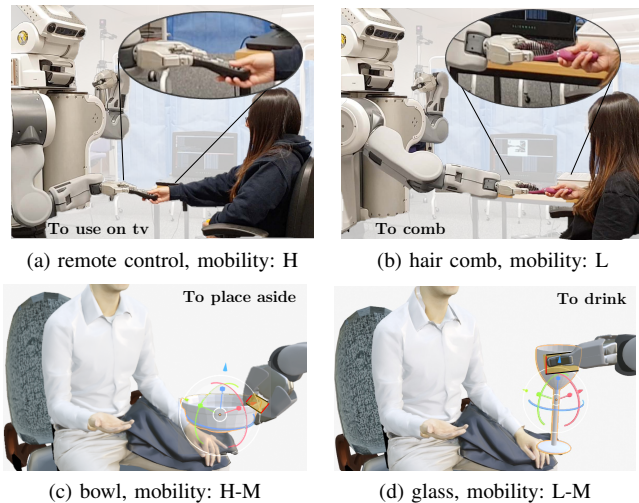 To use on tv
To comb
(a) remote control, mobility: H
(b) hair comb, mobility: L
To place aside
To drink
(c) bowl, mobility: H-M
(d) glass, mobility: L-M